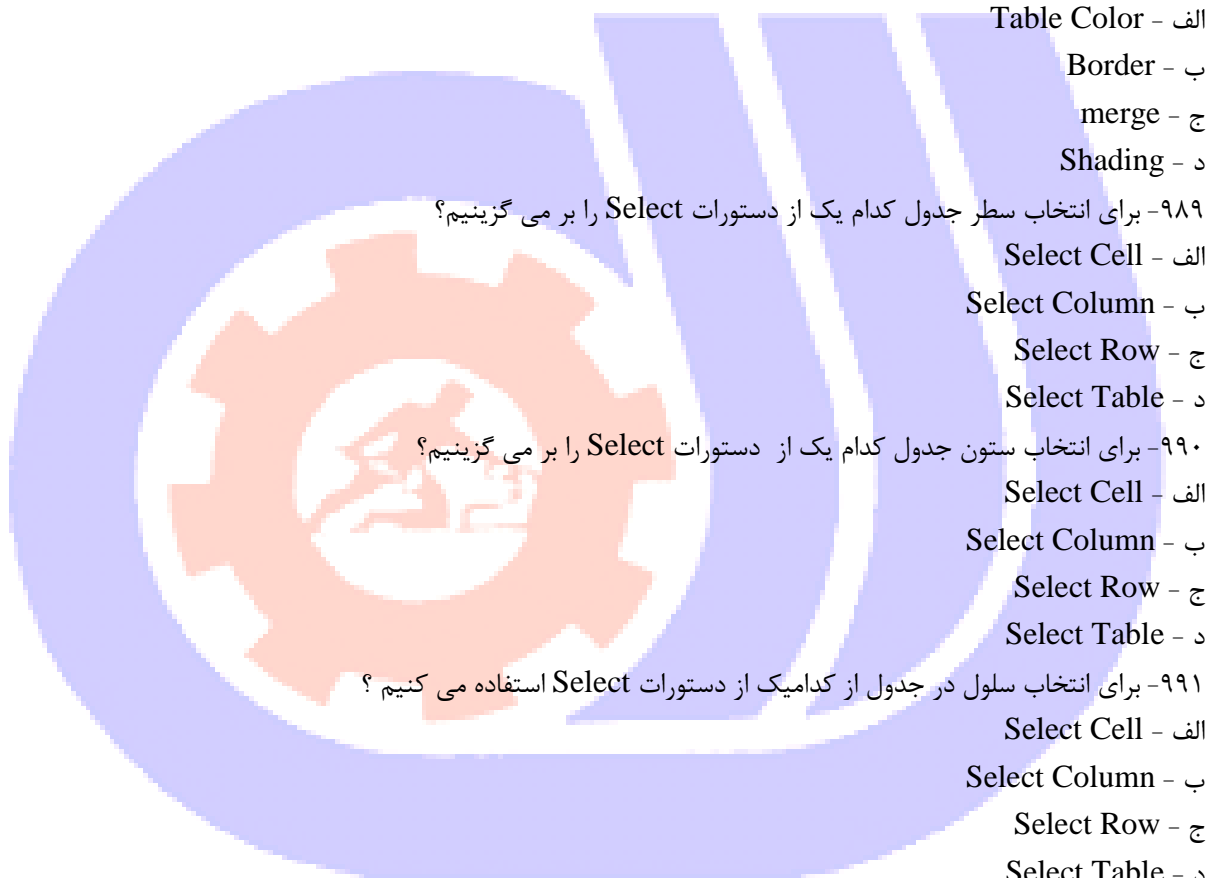 الف - Table Color
ب - Border
ج - merge
د - Shading
۹۸۹- برای انتخاب سطر جدول کدام یک از دستورات Select را بر می گزینیم؟
الف - Select Cell
ب - Select Column
ج - Select Row
د - Select Table
۹۹۰- برای انتخاب ستون جدول کدام یک از دستورات Select را بر می گزینیم؟
الف - Select Cell
ب - Select Column
ج - Select Row
د - Select Table
۹۹۱- برای انتخاب سلول در جدول از کدامیک از دستورات Select استفاده می کنیم ؟
الف - Select Cell
ب - Select Column
ج - Select Row
د - Select Table